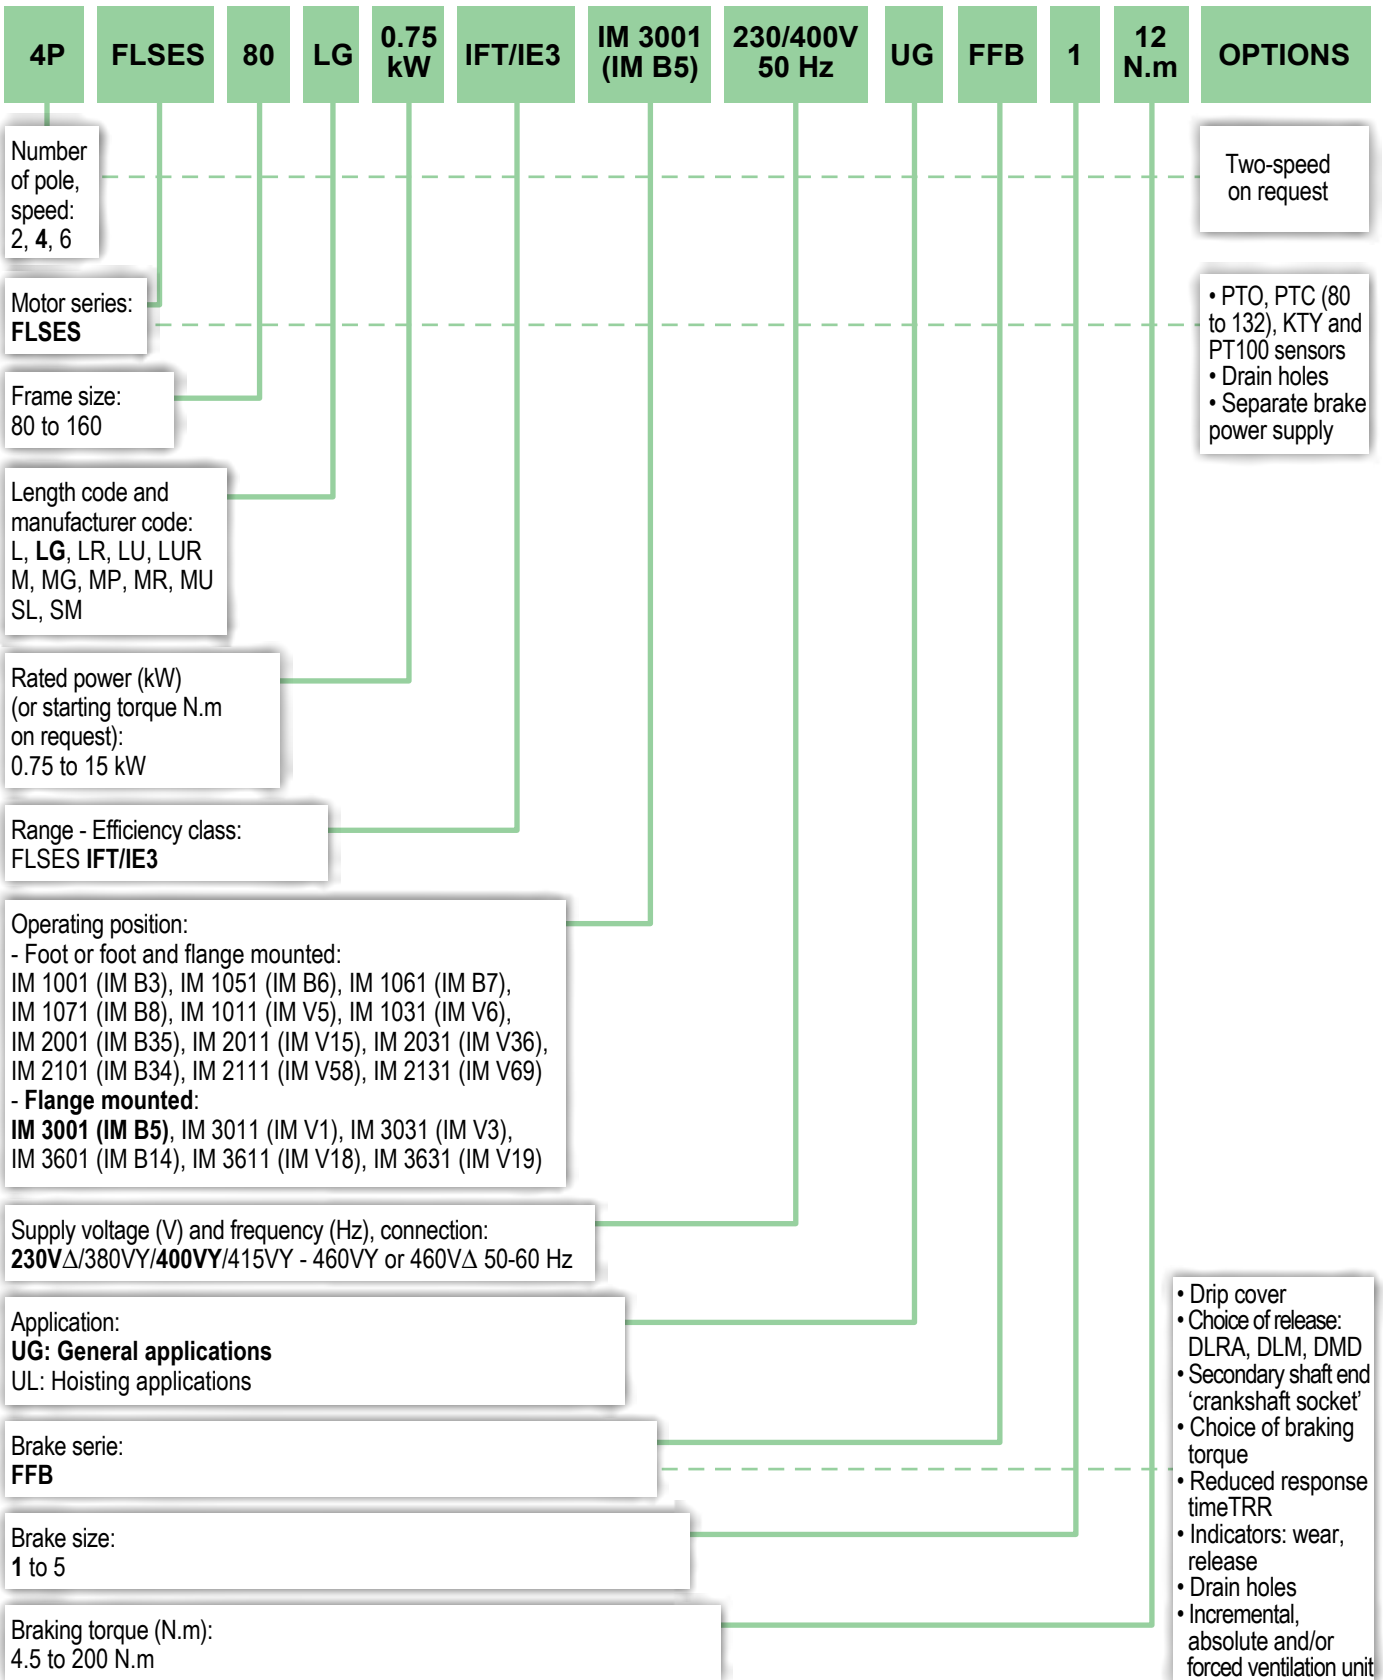 4P
FLSES
80
LG
0.75
kW
IFT/IE3
IM 3001
(IM B5)
230/400V
50 Hz
UG
FFB
1
12
N.m
OPTIONS
Number
of pole,
speed:
2, 4, 6
Two-speed
on request
Motor series:
FLSES
• PTO, PTC (80
to 132), KTY and
PT100 sensors
• Drain holes
• Separate brake
power supply
Frame size:
80 to 160
Length code and
manufacturer code:
L, LG, LR, LU, LUR
M, MG, MP, MR, MU
SL, SM
Rated power (kW)
(or starting torque N.m
on request):
0.75 to 15 kW
Range - Efficiency class:
FLSES IFT/IE3
Operating position:
- Foot or foot and flange mounted:
IM 1001 (IM B3), IM 1051 (IM B6), IM 1061 (IM B7),
IM 1071 (IM B8), IM 1011 (IM V5), IM 1031 (IM V6),
IM 2001 (IM B35), IM 2011 (IM V15), IM 2031 (IM V36),
IM 2101 (IM B34), IM 2111 (IM V58), IM 2131 (IM V69)
- Flange mounted:
IM 3001 (IM B5), IM 3011 (IM V1), IM 3031 (IM V3),
IM 3601 (IM B14), IM 3611 (IM V18), IM 3631 (IM V19)
Supply voltage (V) and frequency (Hz), connection:
230VΔ/380VY/400VY/415VY - 460VY or 460VΔ 50-60 Hz
Application:
UG: General applications
UL: Hoisting applications
Brake serie:
FFB
Brake size:
1 to 5
Braking torque (N.m):
4.5 to 200 N.m
• Drip cover
• Choice of release:
DLRA, DLM, DMD
• Secondary shaft end
‘crankshaft socket’
• Choice of braking
torque
• Reduced response
timeTRR
• Indicators: wear,
release
• Drain holes
• Incremental,
absolute and/or
forced ventilation unit